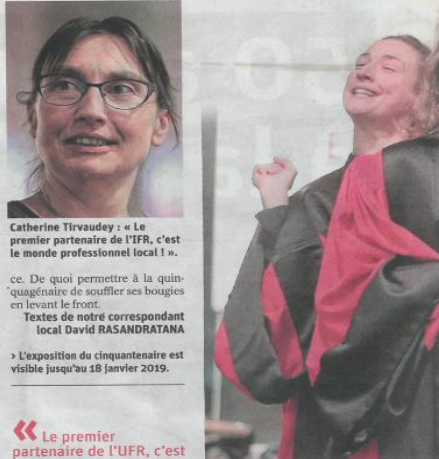 Catherine Tirvaudey : « Le
premier partenaire de l'IFR, c'est
le monde professionnel local ! ».
ce. De quoi permettre à la quin-
quagénaire de souffler ses bougies
en levant le front.
Textes de notre correspondant
local David RASANDRATANA
> L'exposition du cinquantenaire est
visible jusqu'au 18 janvier 2019.
« Le premier
partenaire de l'UFR, c'est